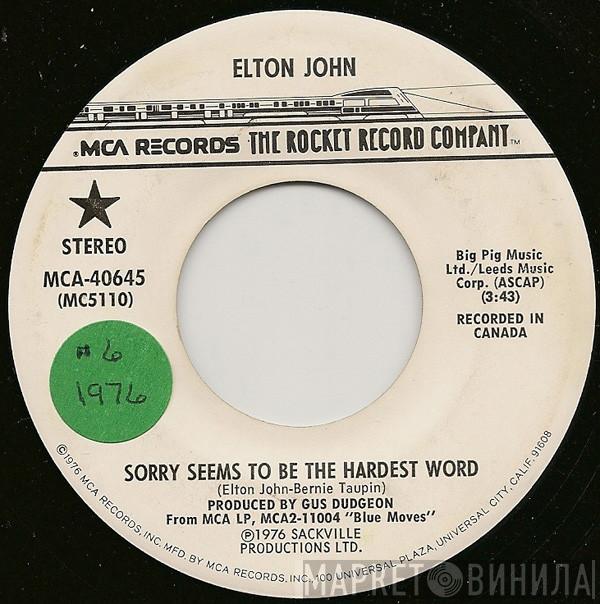 ELTON JOHN
MCA RECORDS THE ROCKET RECORD COMPANY™
STEREO
MCA-40645
(MC5110)
Big Pig Music
Ltd./Leeds Music
Corp. (ASCAP)
(3:43)
RECORDED IN
CANADA
#6
1976
SORRY SEEMS TO BE THE HARDEST WORD
(Elton John-Bernie Taupin)
PRODUCED BY GUS DUDGEON
From MCA LP, MCA2-11004 "Blue Moves"
Ⓟ1976 SACKVILLE
PRODUCTIONS LTD.
©1976 MCA RECORDS, INC. MFD. BY MCA RECORDS, INC., 100 UNIVERSAL PLAZA, UNIVERSAL CITY, CALIF. 91608
МАРКЕТ ВИНИЛА!